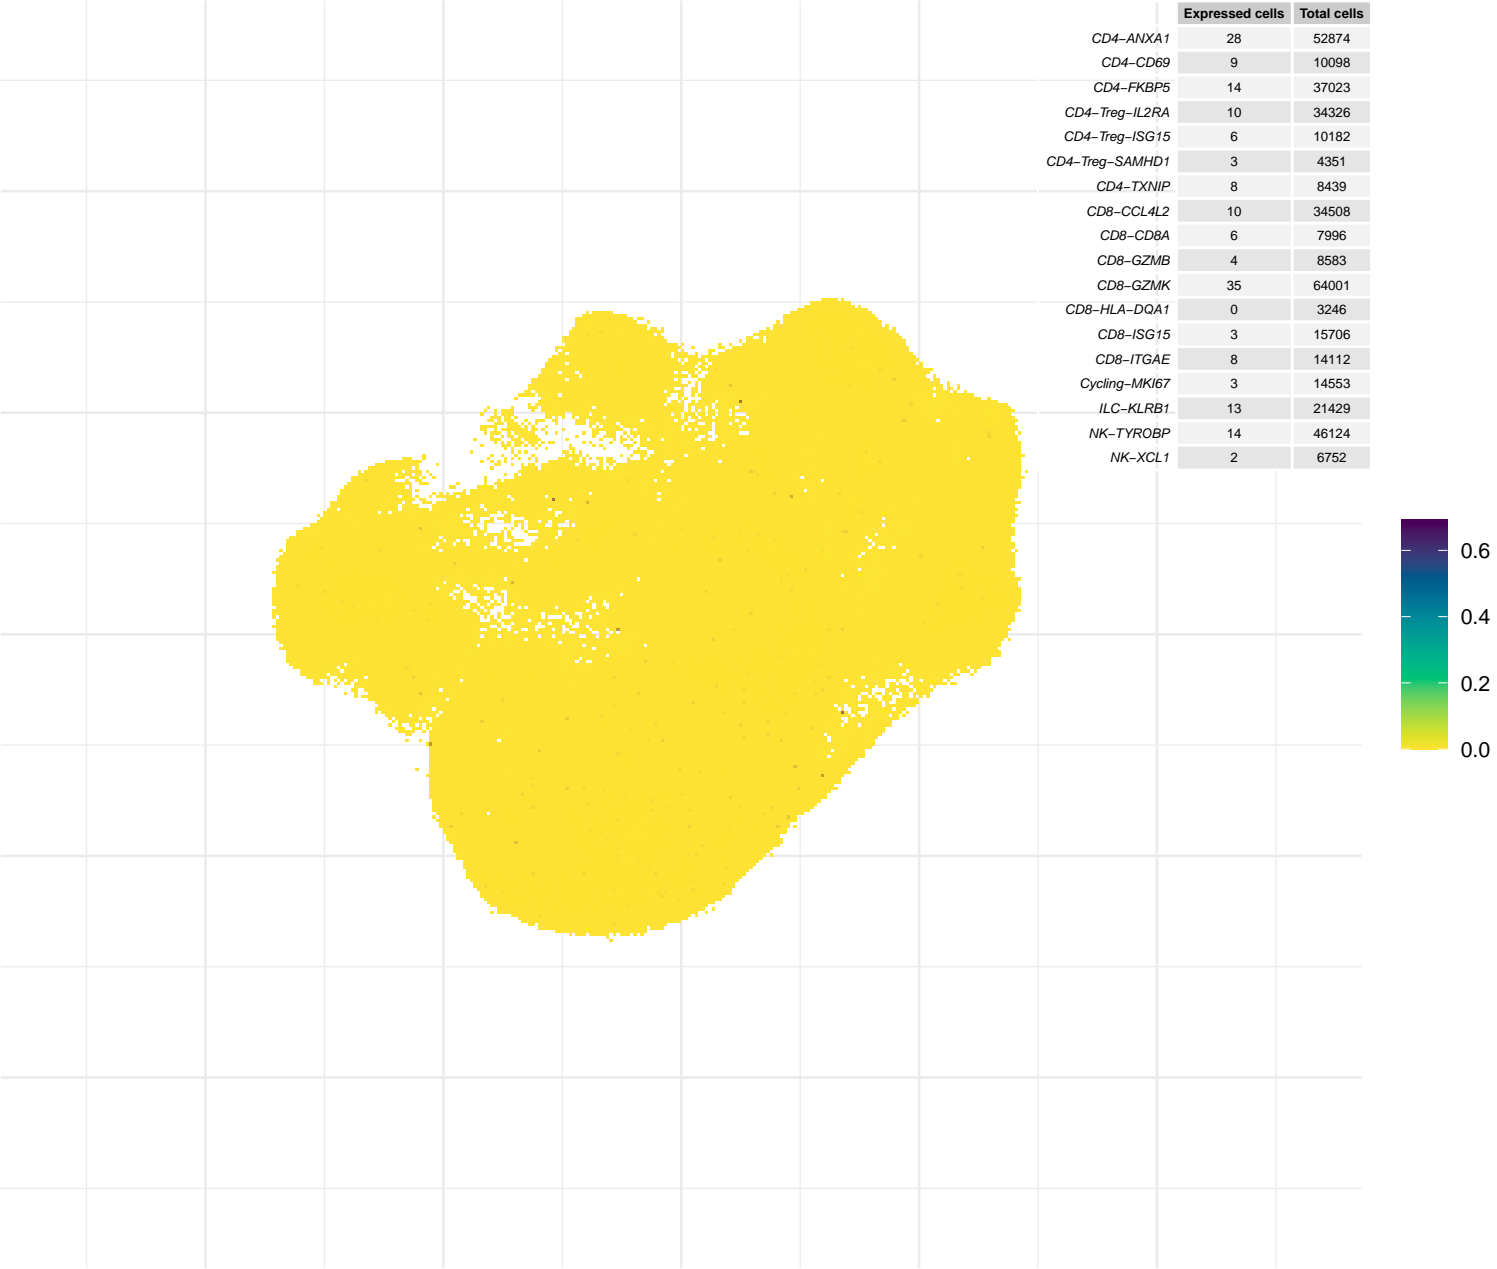 Expressed cells Total cells
CD4−ANXA1 28 52874
CD4−CD69 9 10098
CD4−FKBP5 14 37023
CD4−Treg−IL2RA 10 34326
CD4−Treg−ISG15 6 10182
CD4−Treg−SAMHD1 3 4351
CD4−TXNIP 8 8439
CD8−CCL4L2 10 34508
CD8−CD8A 6 7996
CD8−GZMB 4 8583
CD8−GZMK 35 64001
CD8−HLA−DQA1 0 3246
CD8−ISG15 3 15706
CD8−ITGAE 8 14112
Cycling−MKI67 3 14553
ILC−KLRB1 13 21429
NK−TYROBP 14 46124
NK−XCL1 2 6752
0.6
0.4
0.2
0.0